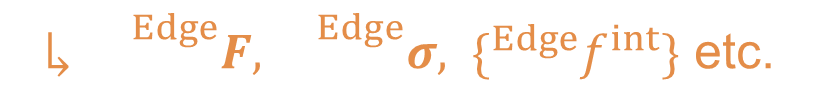 ↳ ᴱᵈᵍᵉF, ᴱᵈᵍᵉσ, {ᴱᵈᵍᵉfⁱⁿᵗ} etc.